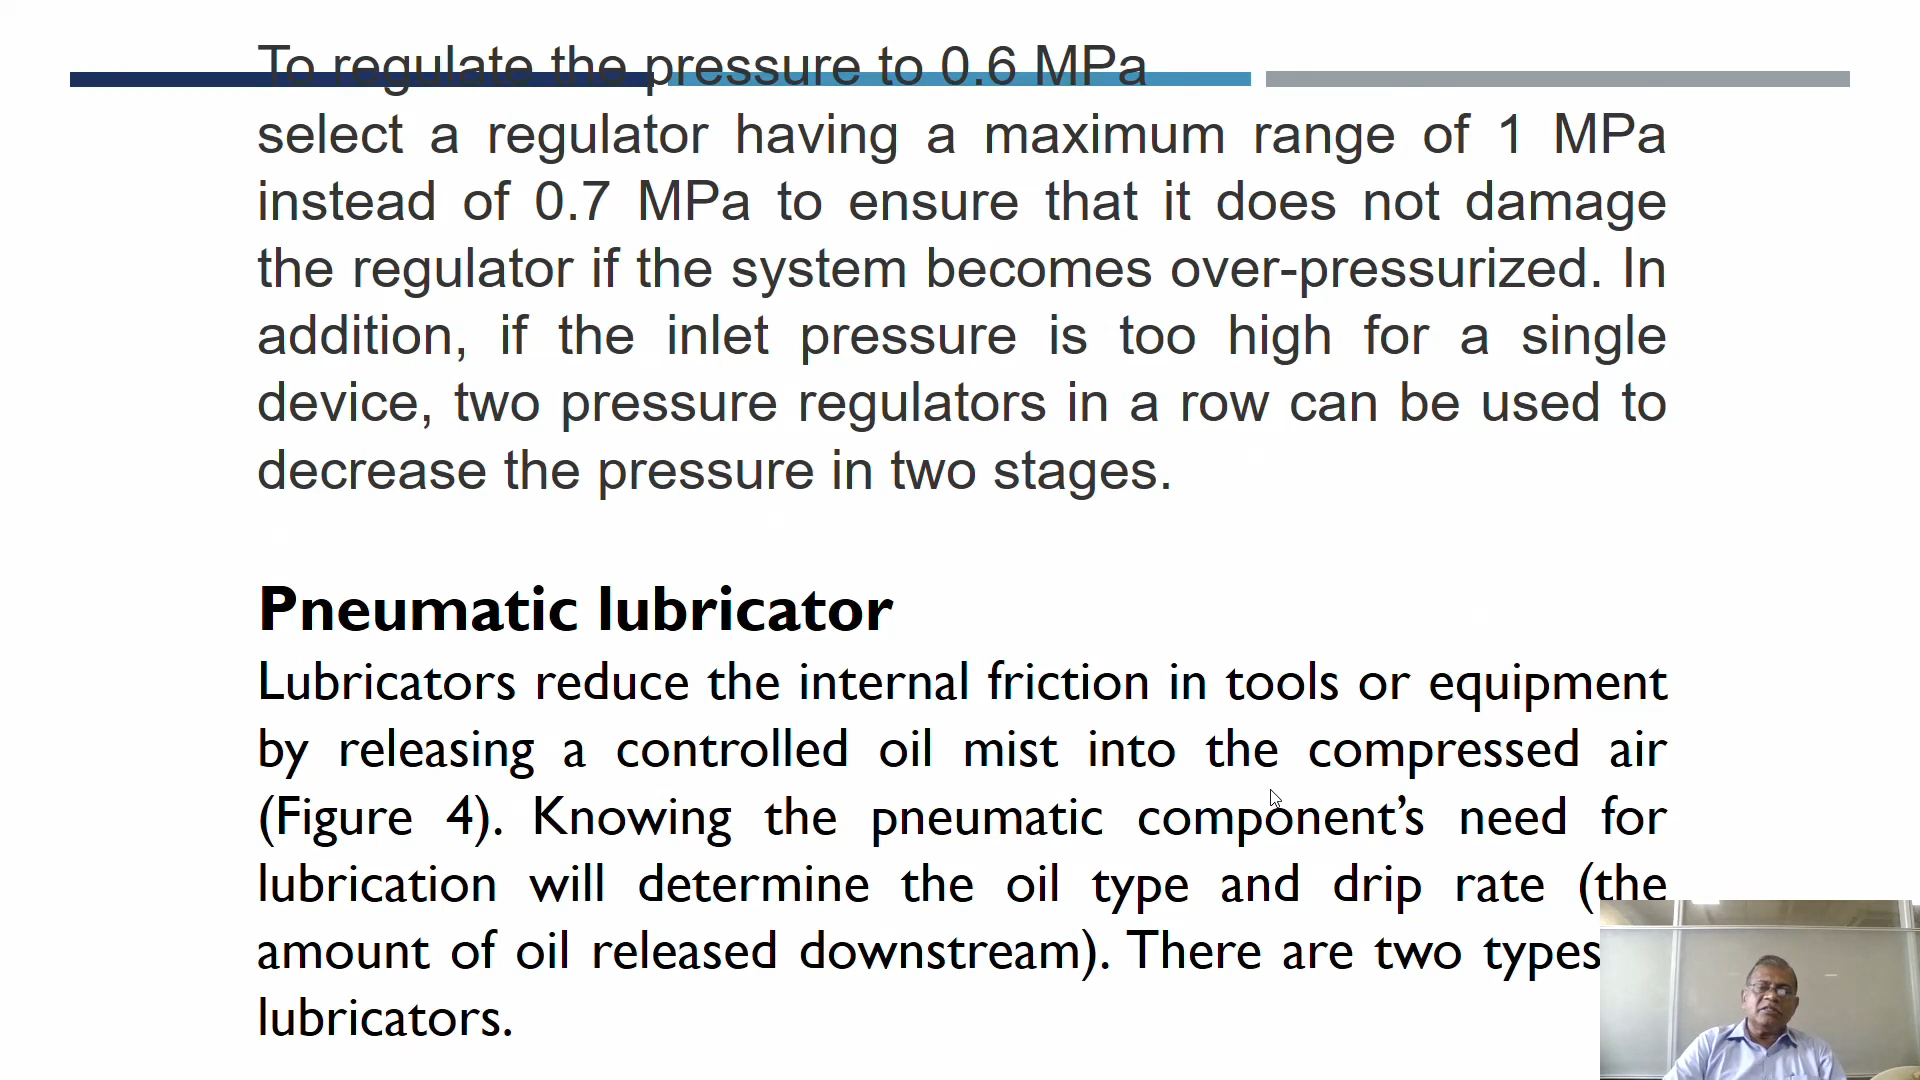 To regulate the pressure to 0.6 MPa
select a regulator having a maximum range of 1 MPa
instead of 0.7 MPa to ensure that it does not damage
the regulator if the system becomes over-pressurized. In
addition, if the inlet pressure is too high for a single
device, two pressure regulators in a row can be used to
decrease the pressure in two stages.
Pneumatic lubricator
Lubricators reduce the internal friction in tools or equipment
by releasing a controlled oil mist into the compressed air
(Figure 4). Knowing the pneumatic component’s need for
lubrication will determine the oil type and drip rate (the
amount of oil released downstream). There are two types
lubricators.